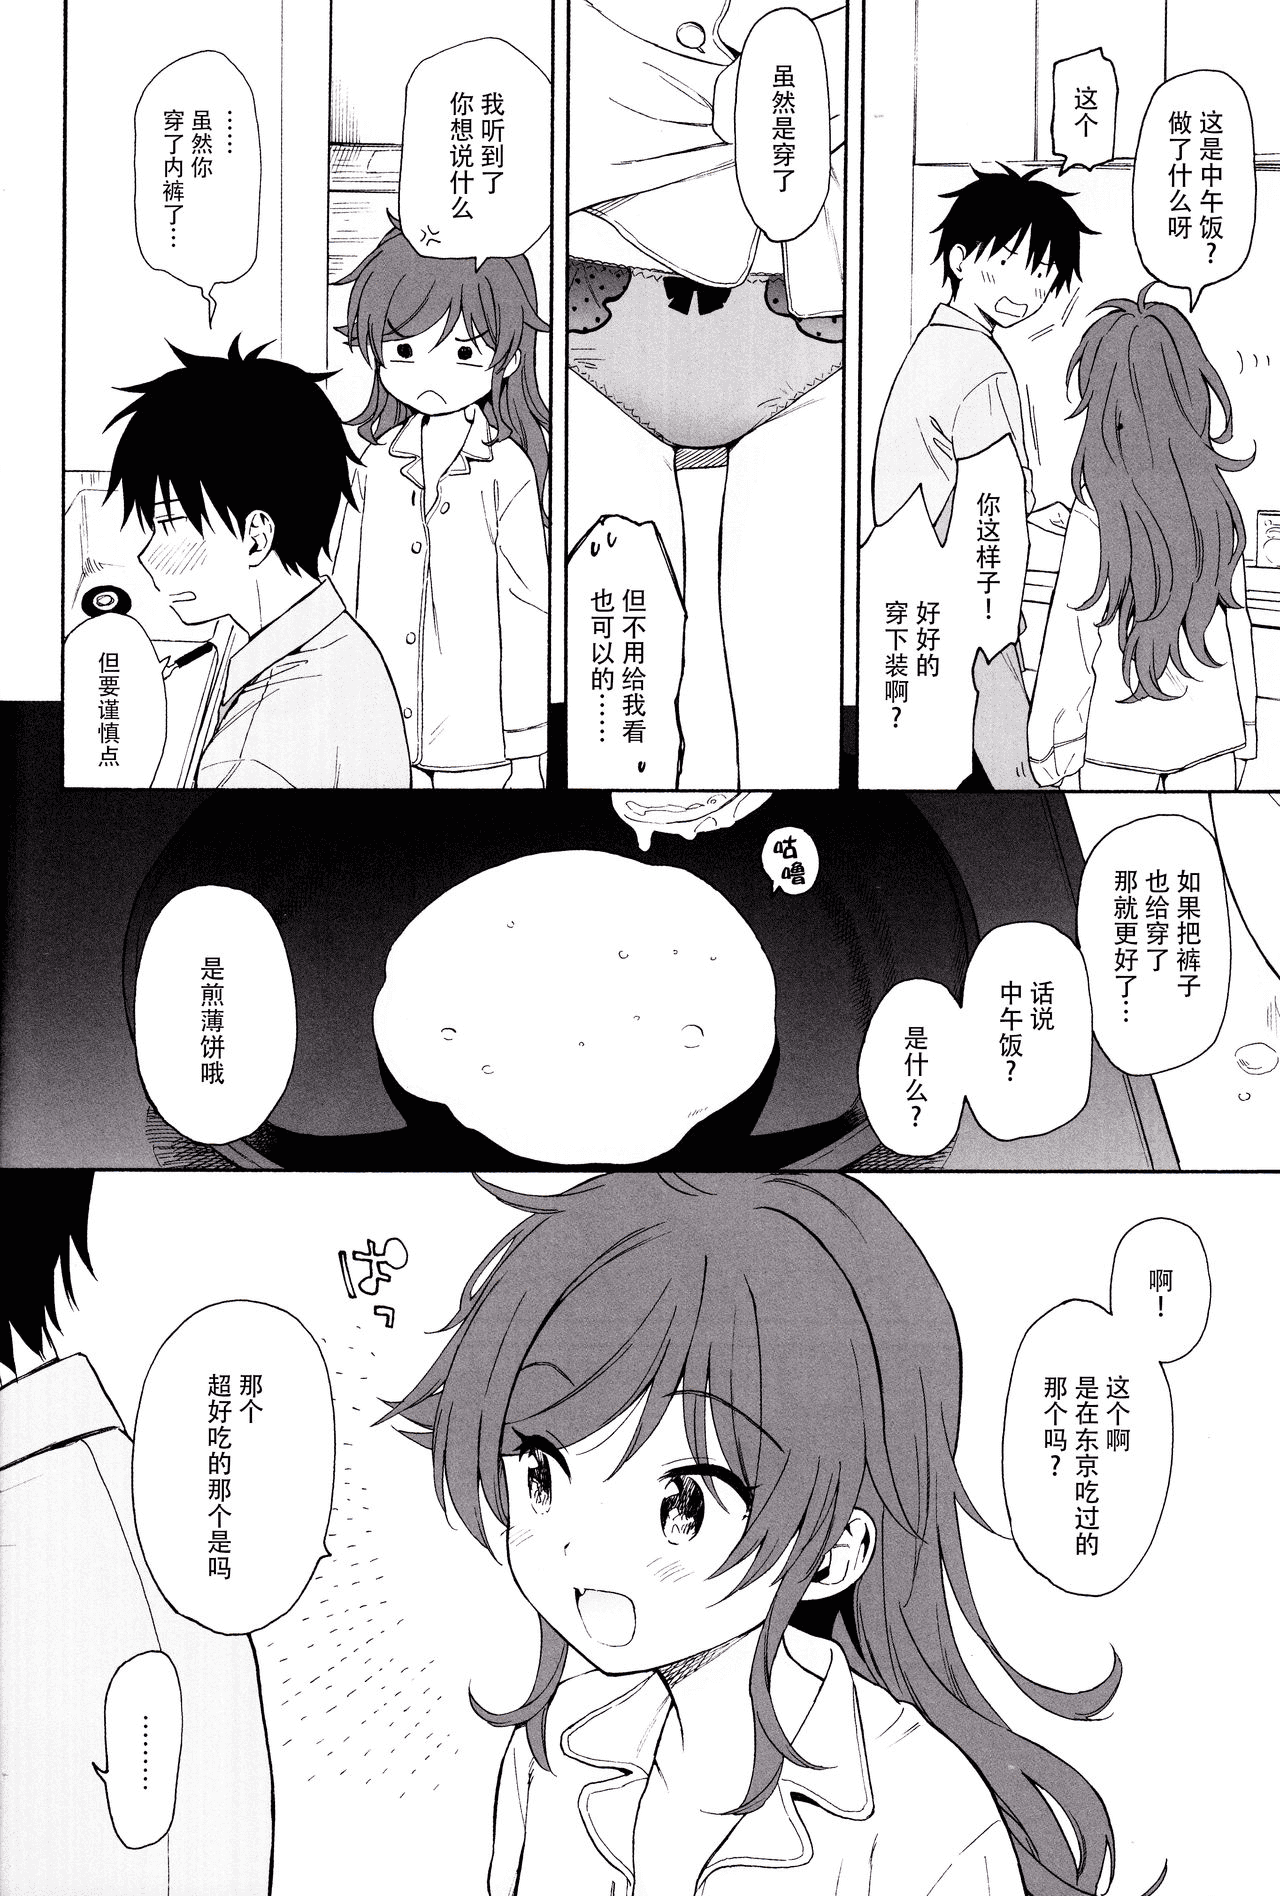 这是中午饭?
做了什么呀
这个
你这样子!
好好的
穿下装啊?
虽然是穿了
但不用给我看
也可以的……
我听到了
你想说什么
……
虽然你
穿了内裤了…
但要谨慎点
如果把裤子
也给穿了
那就更好了…
话说
中午饭?
是什么?
咕噜
是煎薄饼哦
啊!
这个啊
是在东京吃过的
那个吗?
ぱっ
那个
超好吃的那个是吗
……